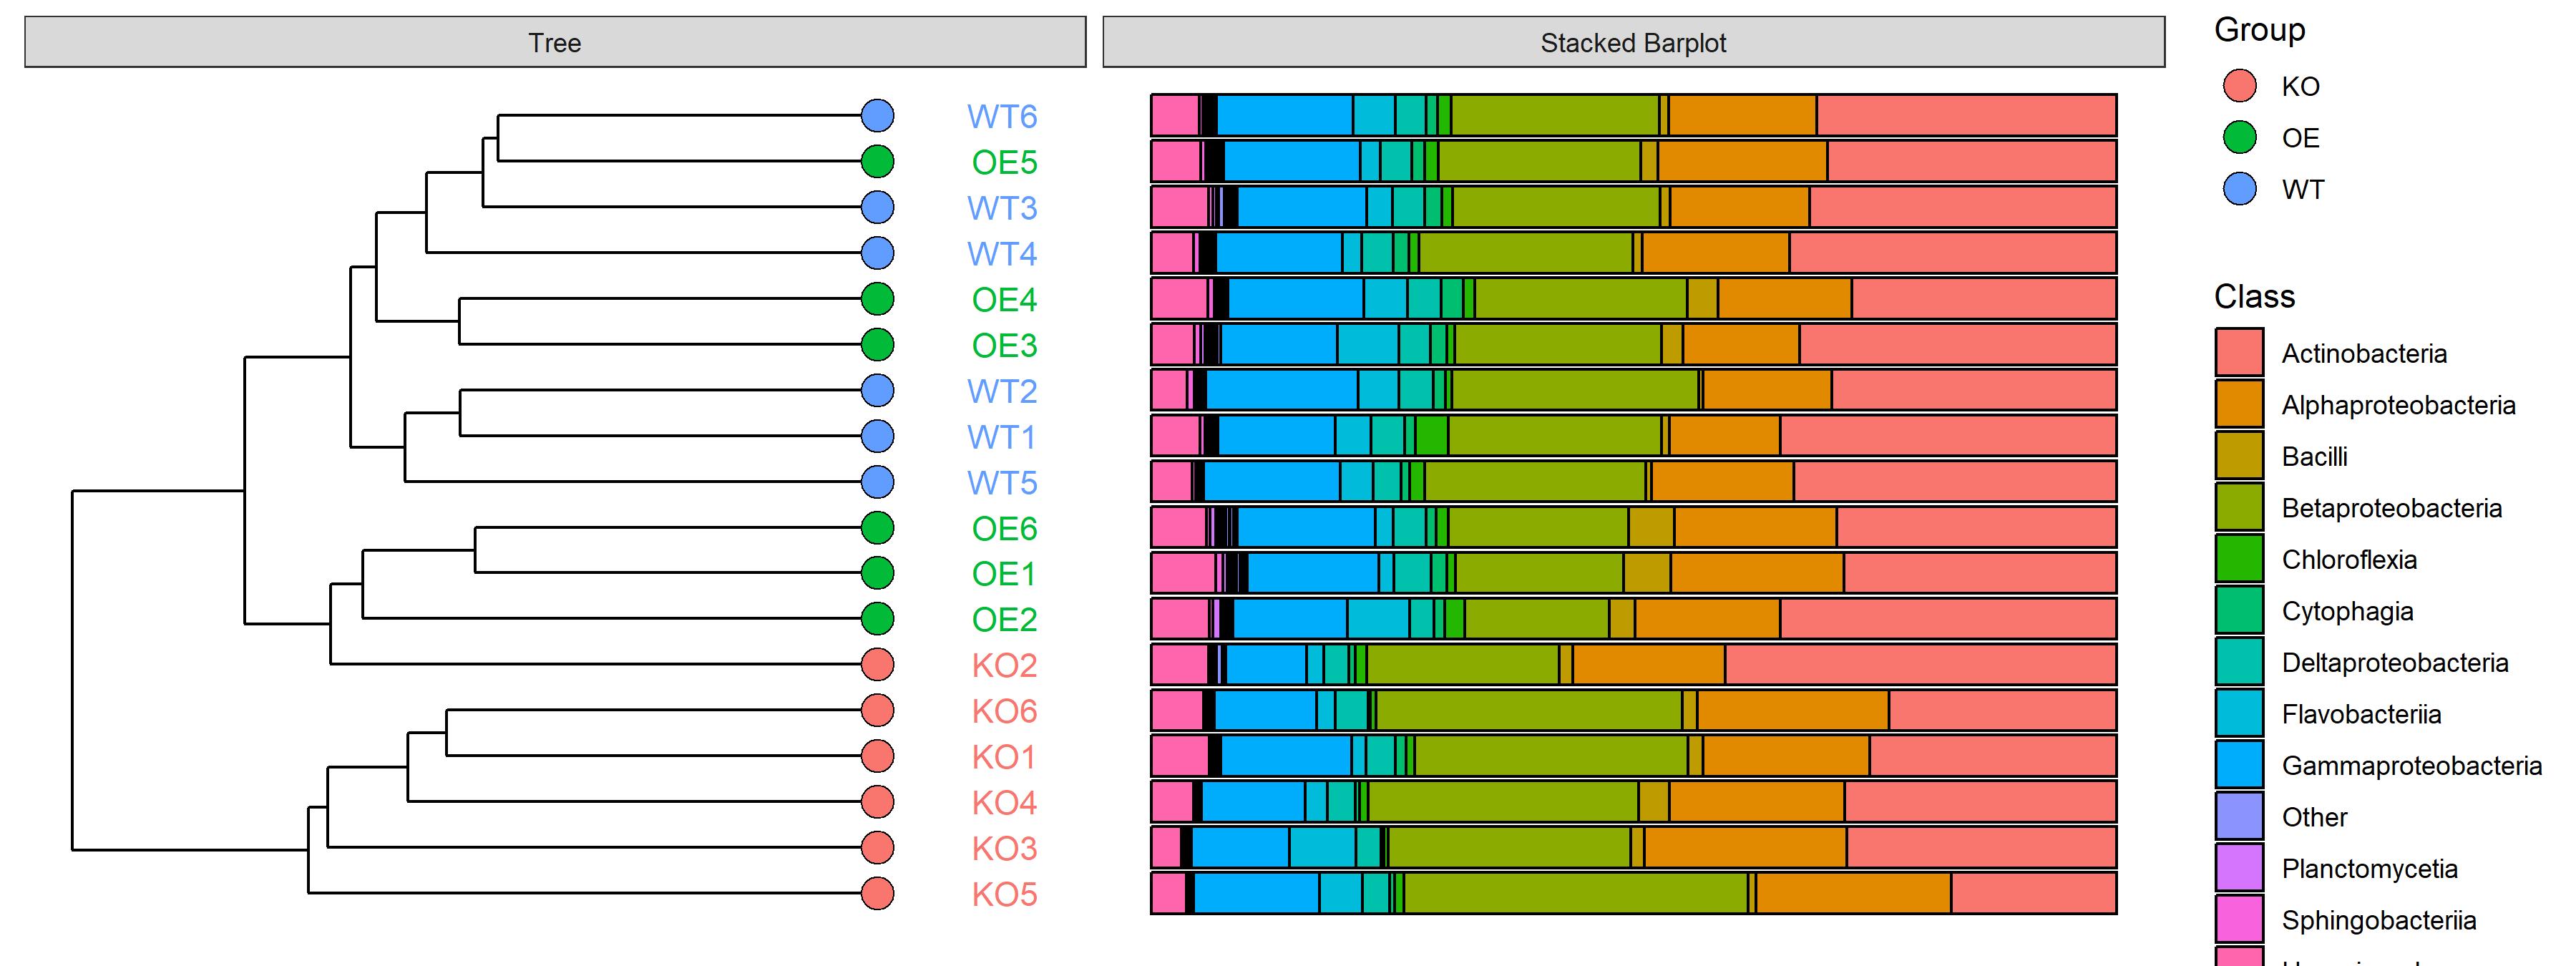 Tree
Stacked Barplot
WT6
OE5
WT3
WT4
OE4
OE3
WT2
WT1
WT5
OE6
OE1
OE2
KO2
KO6
KO1
KO4
KO3
KO5
Group
KO
OE
WT
Class
Actinobacteria
Alphaproteobacteria
Bacilli
Betaproteobacteria
Chloroflexia
Cytophagia
Deltaproteobacteria
Flavobacteriia
Gammaproteobacteria
Other
Planctomycetia
Sphingobacteriia